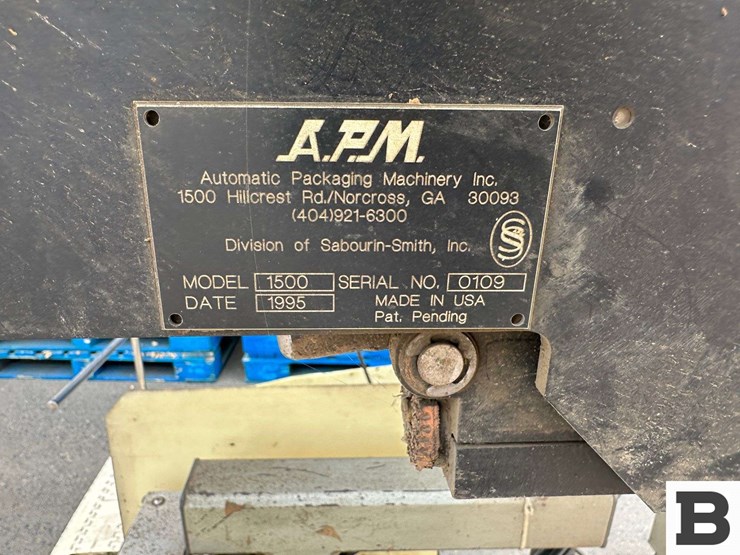 A.P.M.
Automatic Packaging Machinery Inc.
1500 Hillcrest Rd./Norcross, GA 30093
(404)921-6300
Division of Sabourin-Smith, Inc.
SS
MODEL 1500 SERIAL NO. 0109
DATE 1995 MADE IN USA
Pat. Pending
B